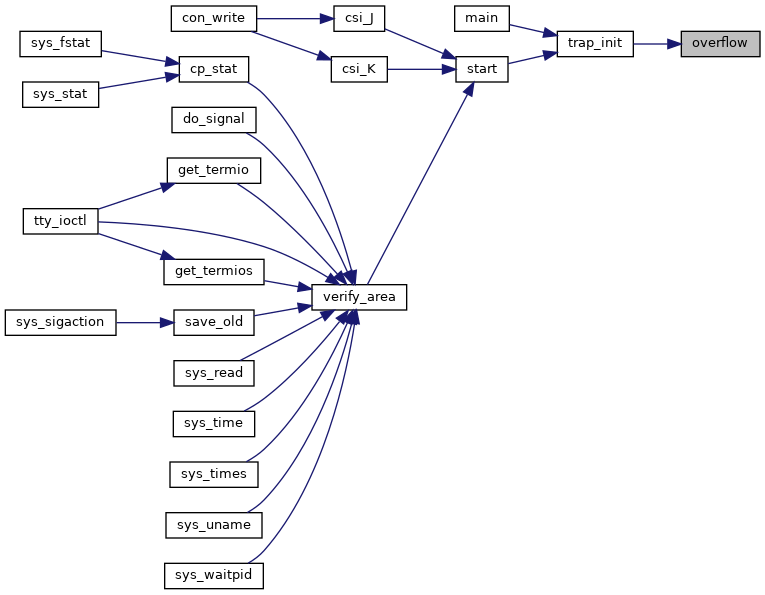 con_write
csi_J
main
sys_fstat
trap_init
overflow
cp_stat
csi_K
start
sys_stat
do_signal
get_termio
tty_ioctl
get_termios
verify_area
sys_sigaction
save_old
sys_read
sys_time
sys_times
sys_uname
sys_waitpid